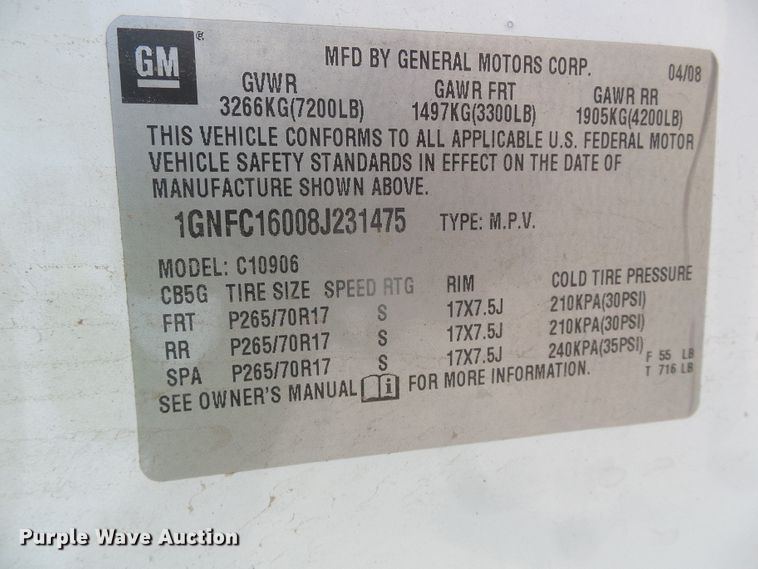 GM
®
MFD BY GENERAL MOTORS CORP. 04/08
GVWR GAWR FRT GAWR RR
3266KG(7200LB) 1497KG(3300LB) 1905KG(4200LB)
THIS VEHICLE CONFORMS TO ALL APPLICABLE U.S. FEDERAL MOTOR
VEHICLE SAFETY STANDARDS IN EFFECT ON THE DATE OF
MANUFACTURE SHOWN ABOVE.
1GNFC16008J231475 TYPE: M.P.V.
MODEL: C10906
CB5G TIRE SIZE SPEED RTG RIM COLD TIRE PRESSURE
FRT P265/70R17 S 17X7.5J 210KPA(30PSI)
RR P265/70R17 S 17X7.5J 210KPA(30PSI)
SPA P265/70R17 S 17X7.5J 240KPA(35PSI)
F 55 LB
SEE OWNER'S MANUAL i FOR MORE INFORMATION. T 716 LB
Purple Wave Auction